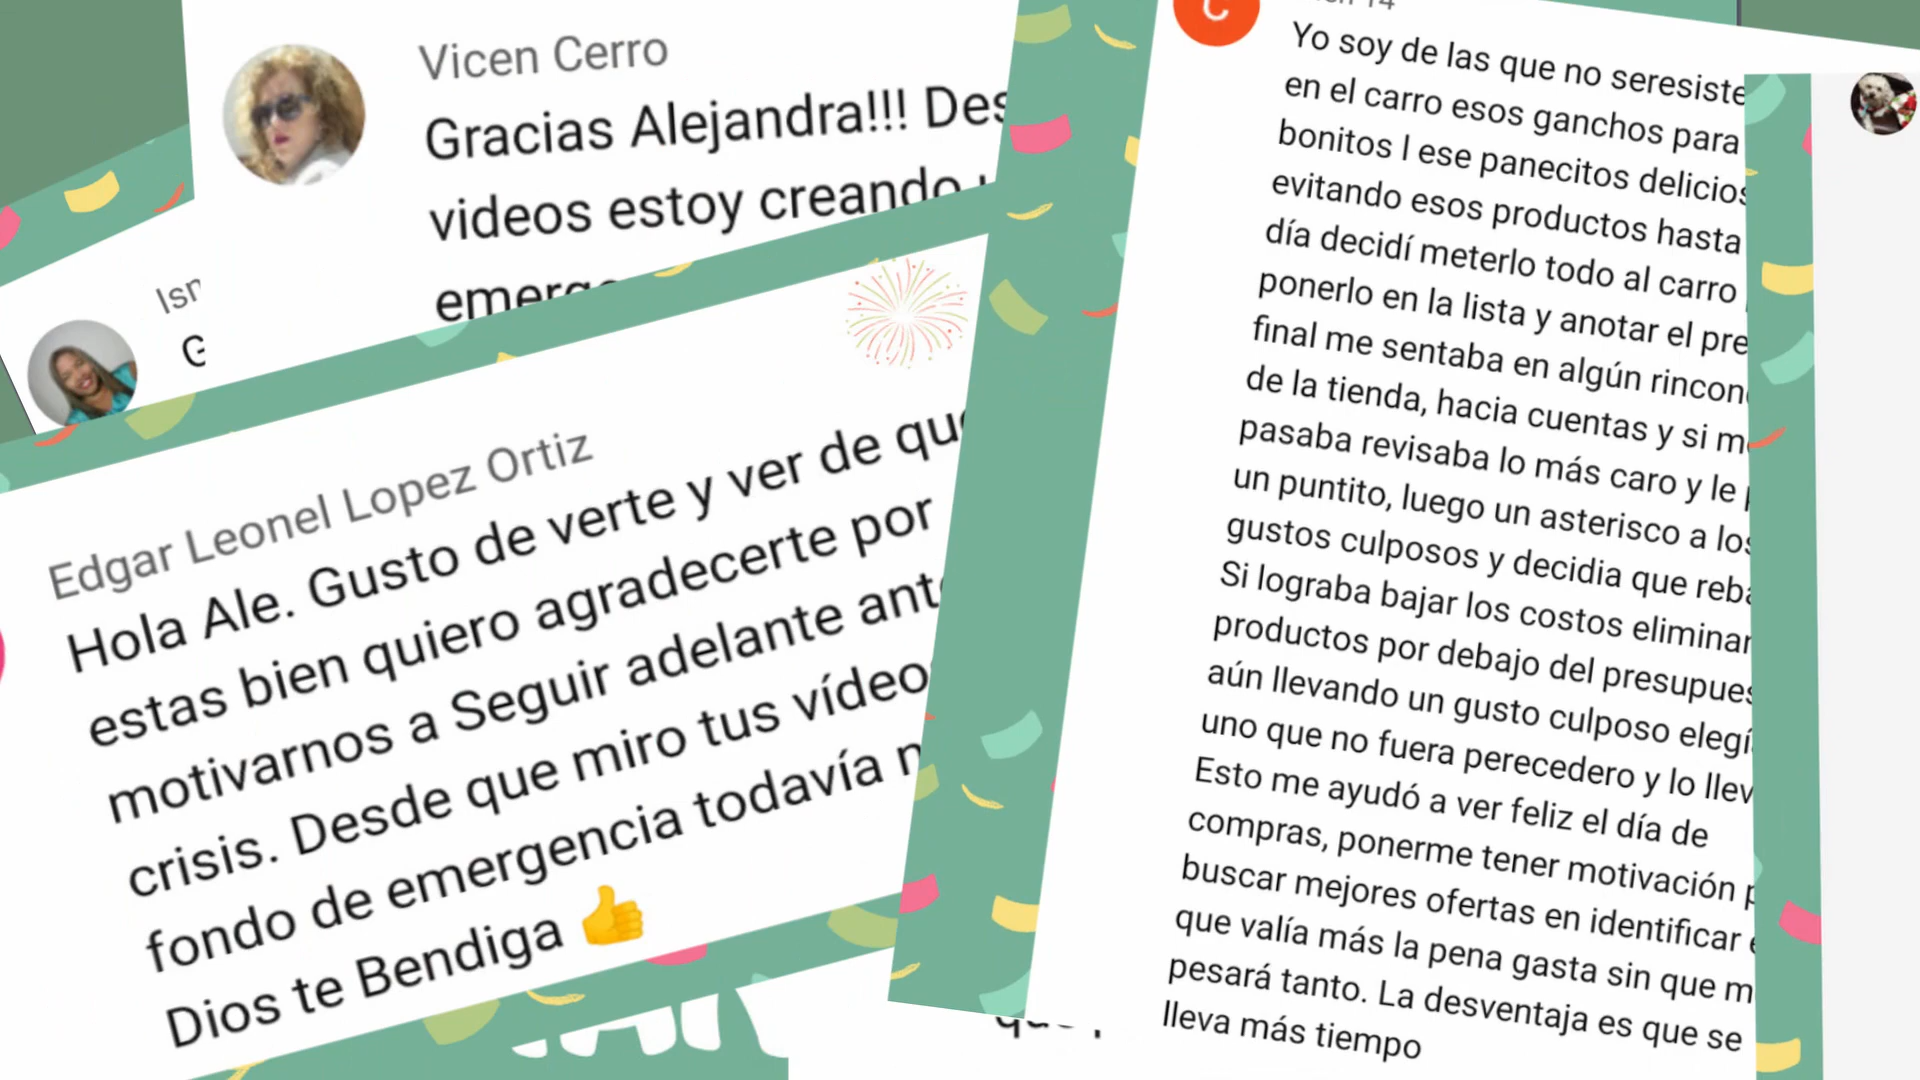 Vicen Cerro
Gracias Alejandra!!! Des
videos estoy creando
emerge
Isn
G
Edgar Leonel Lopez Ortiz
Hola Ale. Gusto de verte y ver de que
estas bien quiero agradecerte por
motivarnos a Seguir adelante ante
crisis. Desde que miro tus vídeo
fondo de emergencia todavía n
Dios te Bendiga 👍
C
14
Yo soy de las que no seresiste
en el carro esos ganchos para
bonitos I ese panecitos delicios
evitando esos productos hasta
día decidí meterlo todo al carro
ponerlo en la lista y anotar el pre
final me sentaba en algún rincon
de la tienda, hacia cuentas y si me
pasaba revisaba lo más caro y le p
un puntito, luego un asterisco a los
gustos culposos y decidia que reba
Si lograba bajar los costos eliminan
productos por debajo del presupues
aún llevando un gusto culposo elegí
uno que no fuera perecedero y lo llev
Esto me ayudó a ver feliz el día de
compras, ponerme tener motivación p
buscar mejores ofertas en identificar e
que valía más la pena gasta sin que m
pesará tanto. La desventaja es que se
lleva más tiempo